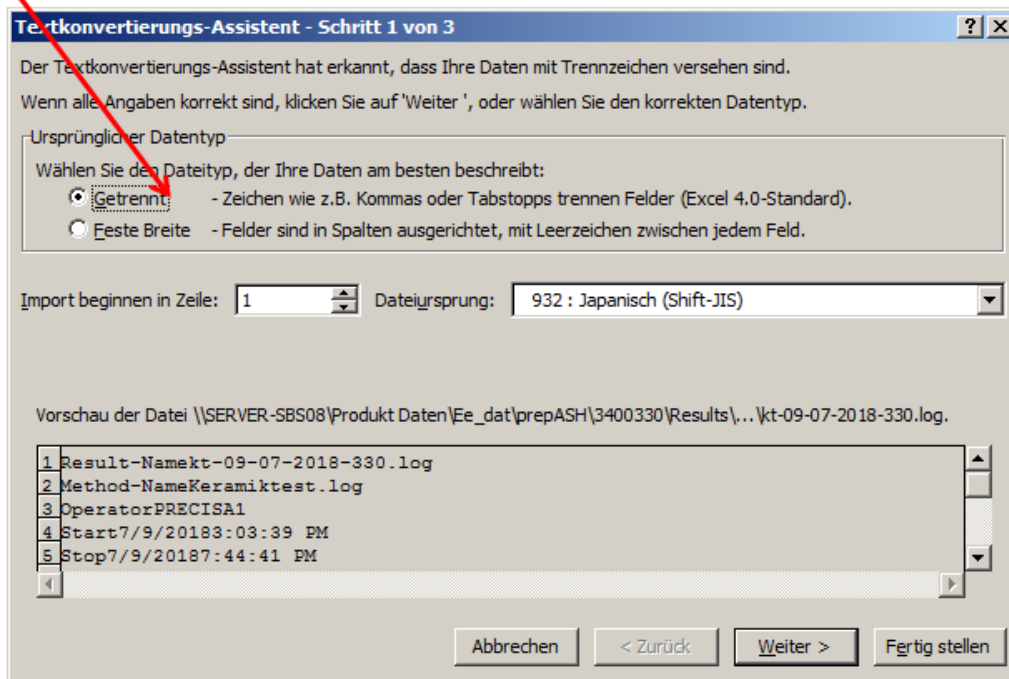 Textkonvertierungs-Assistent - Schritt 1 von 3
Der Textkonvertierungs-Assistent hat erkannt, dass Ihre Daten mit Trennzeichen versehen sind.
Wenn alle Angaben korrekt sind, klicken Sie auf 'Weiter ', oder wählen Sie den korrekten Datentyp.
Ursprünglicher Datentyp
Wählen Sie den Dateityp, der Ihre Daten am besten beschreibt:
Getrennt - Zeichen wie z.B. Kommas oder Tabstopps trennen Felder (Excel 4.0-Standard).
Feste Breite - Felder sind in Spalten ausgerichtet, mit Leerzeichen zwischen jedem Feld.
Import beginnen in Zeile: 1 Dateiursprung: 932 : Japanisch (Shift-JIS)
Vorschau der Datei \\SERVER-SBS08\Produkt Daten\Ee_dat\prepASH\3400330\Results\...\kt-09-07-2018-330.log.
1 Result-Namekt-09-07-2018-330.log
2 Method-NameKeramiktest.log
3 OperatorPRECISA1
4 Start7/9/20183:03:39 PM
5 Stop7/9/20187:44:41 PM
Abbrechen < Zurück Weiter > Fertig stellen